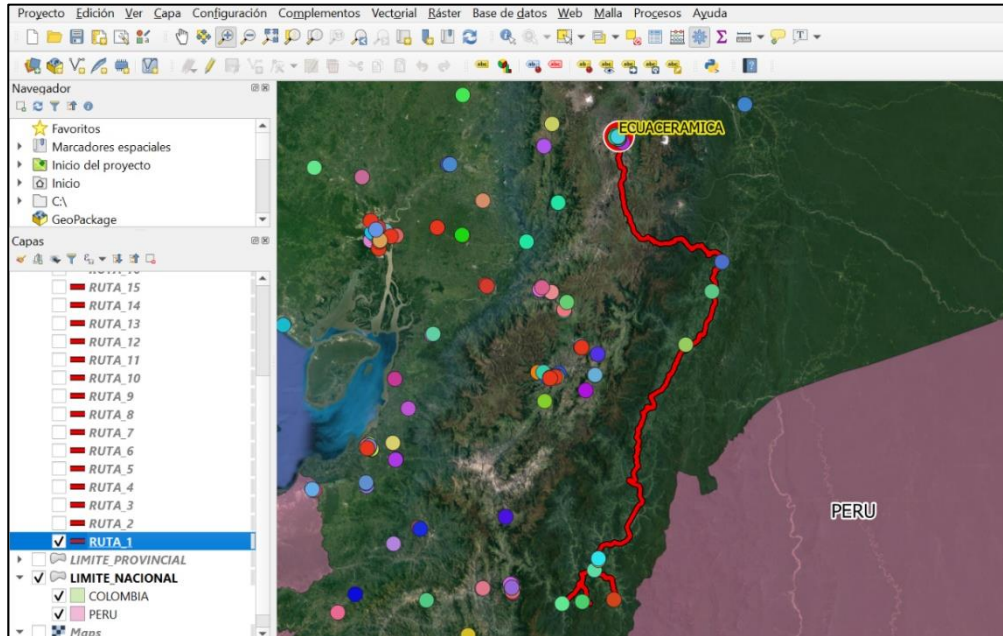 Proyecto Edición Ver Capa Configuración Complementos Vectorial Ráster Base de datos Web Malla Procesos Ayuda
Navegador
Favoritos
Marcadores espaciales
Inicio del proyecto
Inicio
C:\
GeoPackage
Capas
RUTA_15
RUTA_14
RUTA_13
RUTA_12
RUTA_11
RUTA_10
RUTA_9
RUTA_8
RUTA_7
RUTA_6
RUTA_5
RUTA_4
RUTA_3
RUTA_2
RUTA_1
LIMITE_PROVINCIAL
LIMITE_NACIONAL
COLOMBIA
PERU
Maps
ECUACERAMICA
PERU